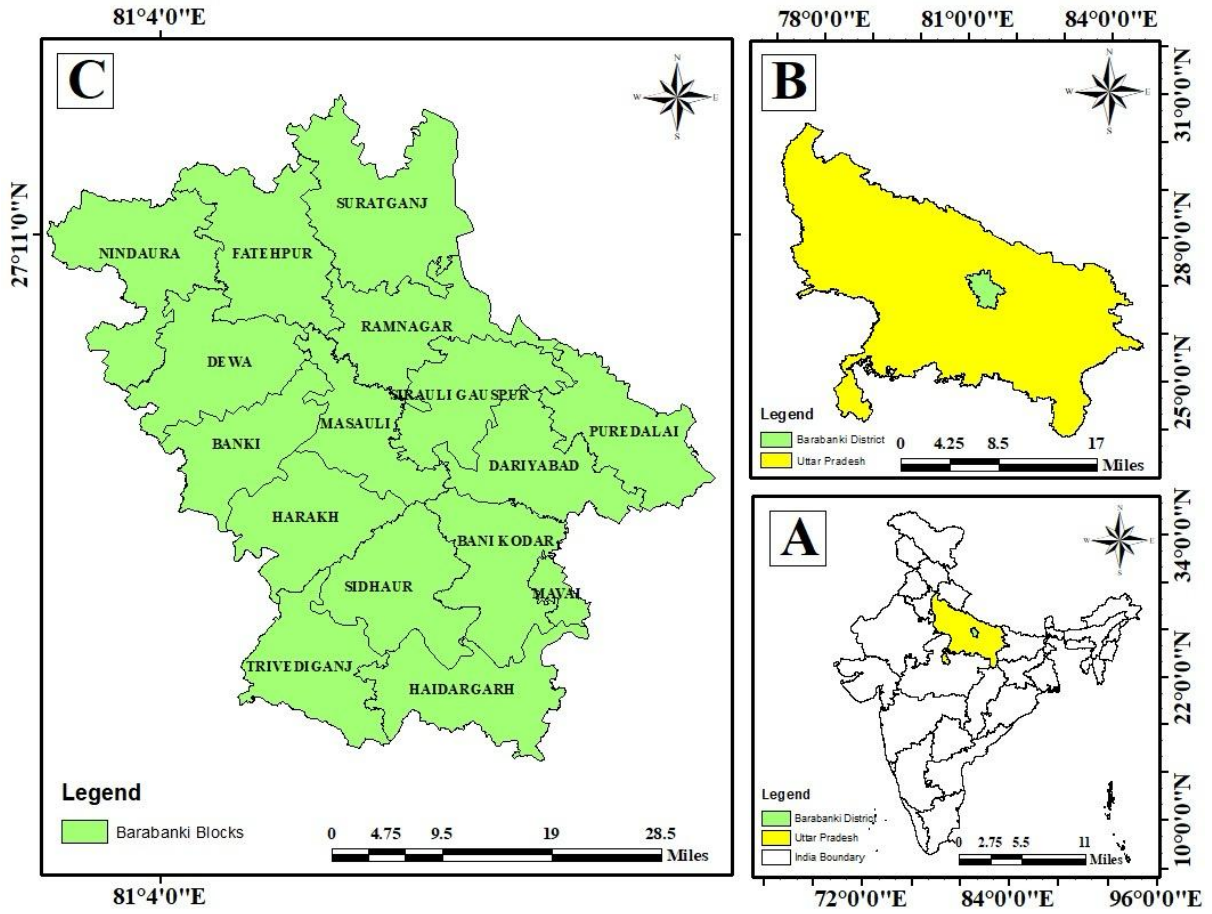 81°4'0"E
C
N
W
E
S
27°11'0"N
SURATGANJ
NINDAURA
FATEHPUR
RAMNAGAR
DEWA
SIRAULI GAUSPUR
MASAULI
BANKI
PUREDALAI
DARIYABAD
HARAKH
BANI KODAR
SIDHAUR
MAVAI
TRIVEDIGANJ
HAIDARGARH
Legend
Barabanki Blocks
0 4.75 9.5 19 28.5
Miles
81°4'0"E
78°0'0"E 81°0'0"E 84°0'0"E
B
N
W
E
S
31°0'0"N
28°0'0"N
25°0'0"N
Legend
Barabanki District
Uttar Pradesh
0 4.25 8.5 17
Miles
A
N
W
E
S
34°0'0"N
22°0'0"N
10°0'0"N
Legend
Barabanki District
Uttar Pradesh
India Boundary
0 2.75 5.5 11
Miles
72°0'0"E 84°0'0"E 96°0'0"E